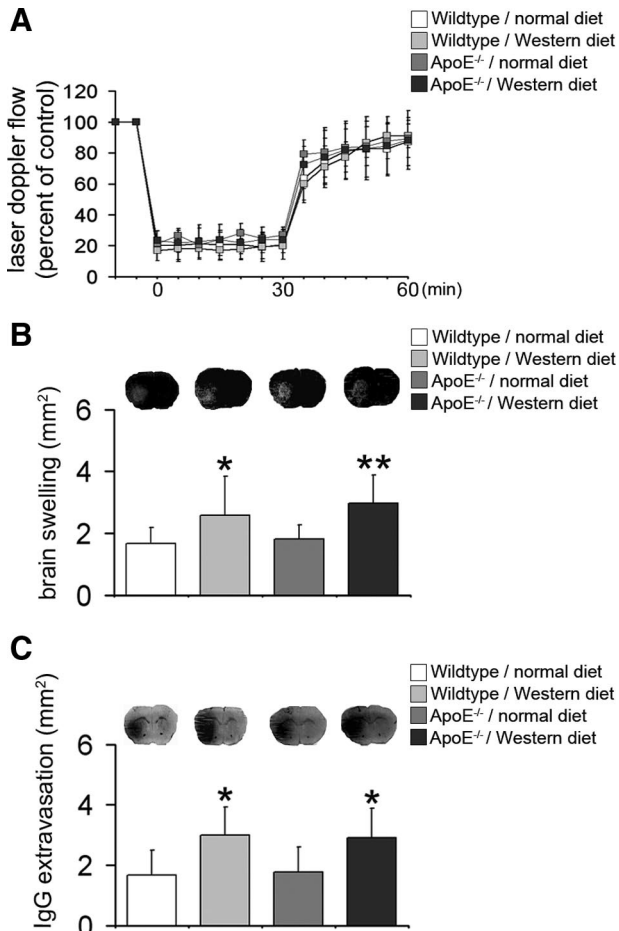 A
Wildtype / normal diet
Wildtype / Western diet
ApoE-/- / normal diet
ApoE-/- / Western diet
laser doppler flow
(percent of control)
120
100
80
60
40
20
0
0 30 60 (min)
B
Wildtype / normal diet
Wildtype / Western diet
ApoE-/- / normal diet
ApoE-/- / Western diet
brain swelling (mm²)
6
4
2
0
* **
C
Wildtype / normal diet
Wildtype / Western diet
ApoE-/- / normal diet
ApoE-/- / Western diet
IgG extravasation (mm²)
6
4
2
0
* *